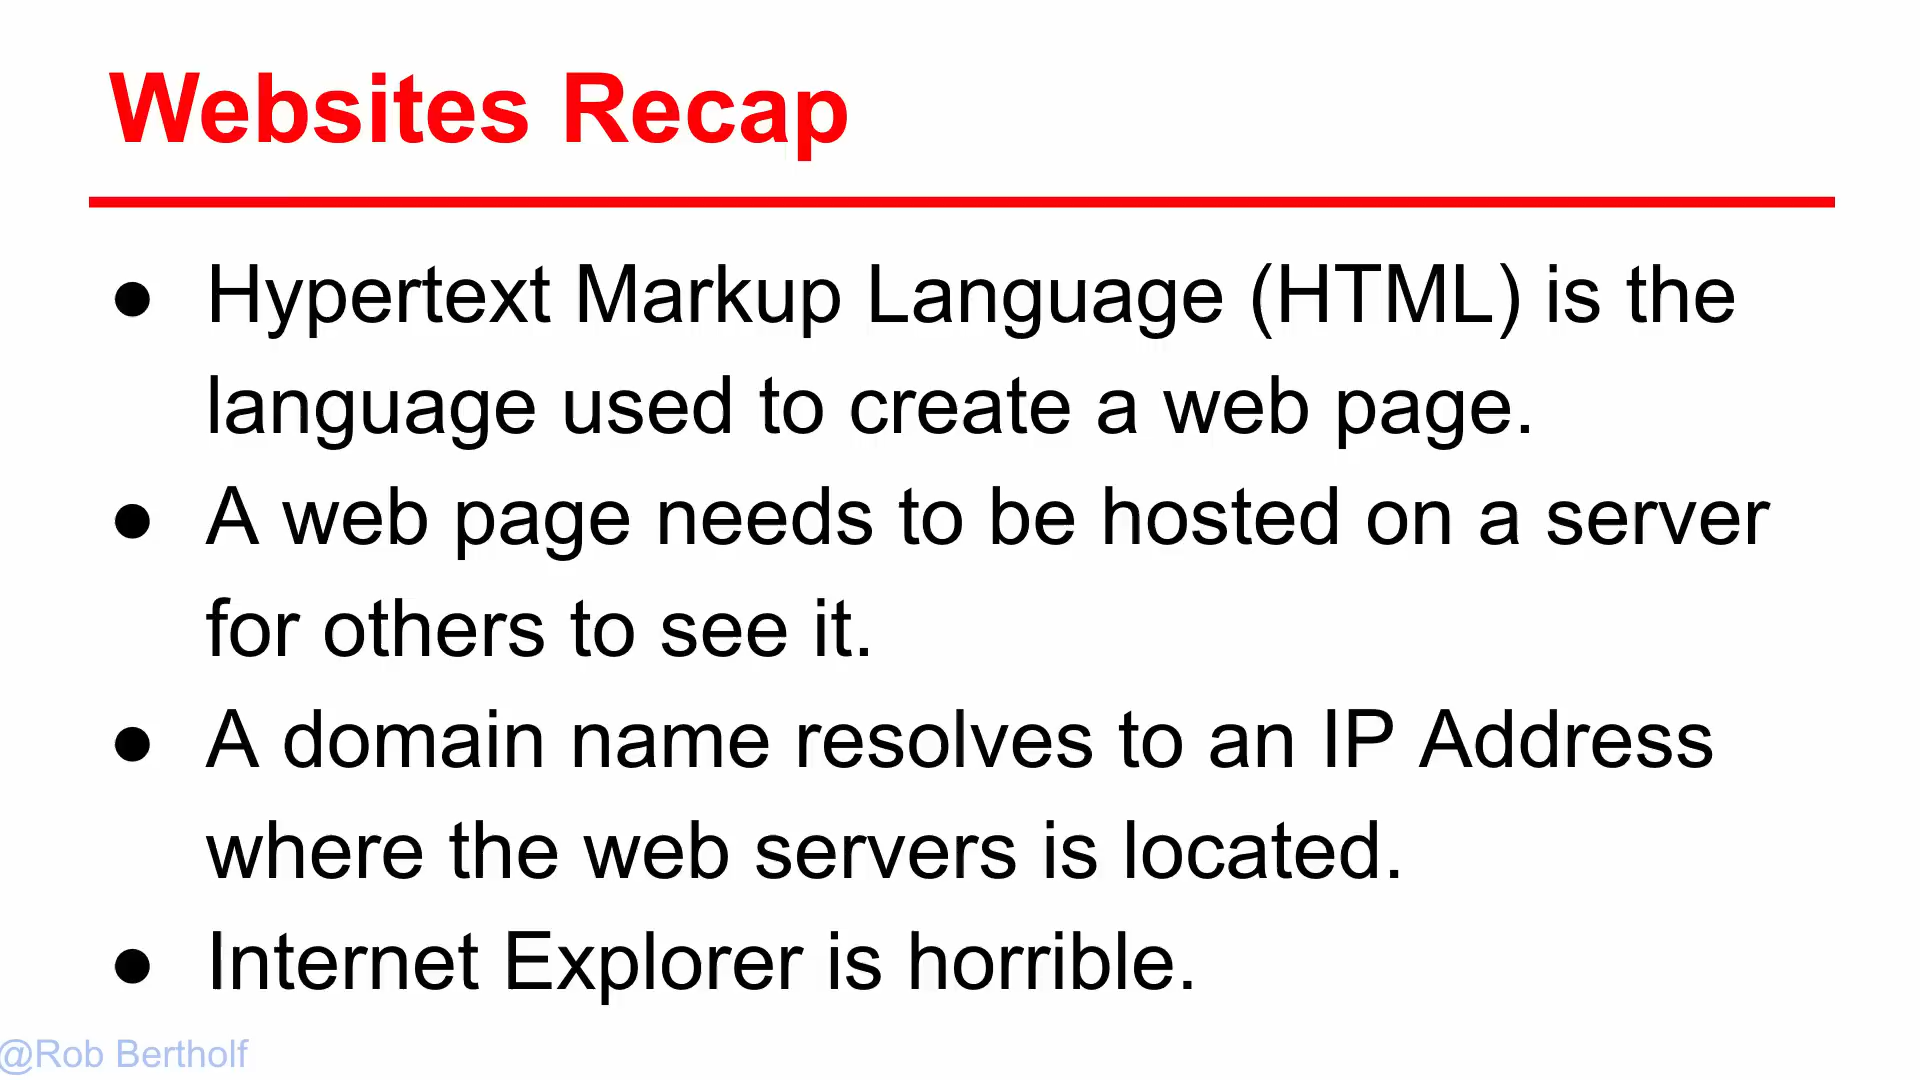 Websites Recap
● Hypertext Markup Language (HTML) is the
language used to create a web page.
● A web page needs to be hosted on a server
for others to see it.
● A domain name resolves to an IP Address
where the web servers is located.
● Internet Explorer is horrible.
@Rob Bertholf